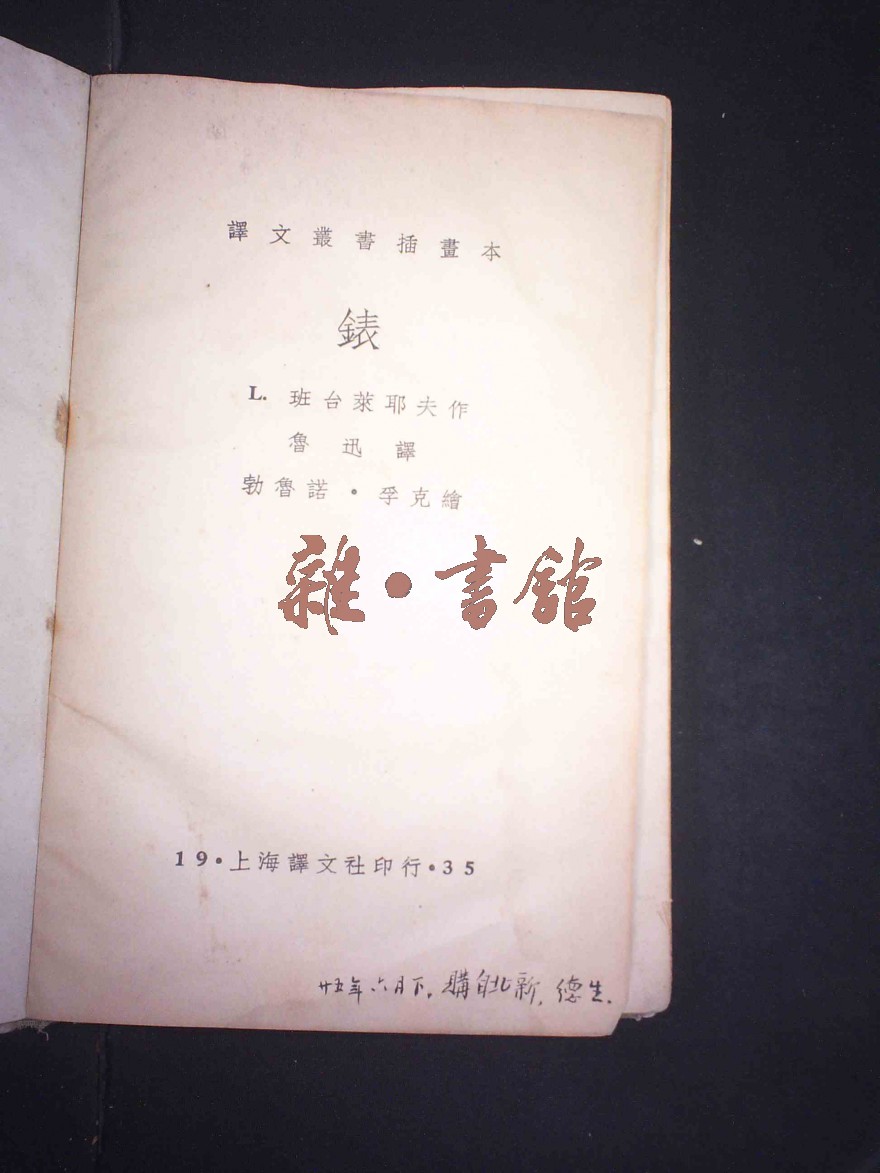 譯文叢書插畫本
錶
L. 班台萊耶夫作
魯迅譯
勃魯諾·孚克繪
雜·書館
19·上海譯文社印行·35
廿五年六月下。購自北新,德生.